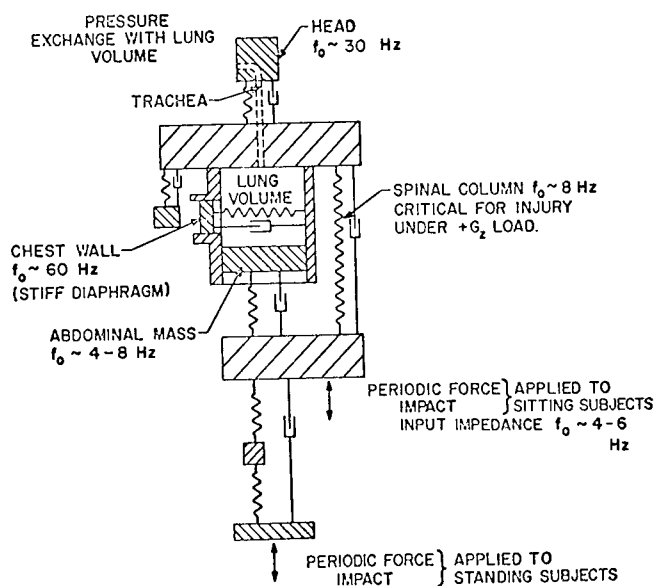 PRESSURE
EXCHANGE WITH LUNG
VOLUME
HEAD
f₀ ~ 30 Hz
TRACHEA
LUNG
VOLUME
SPINAL COLUMN f₀ ~ 8 Hz
CRITICAL FOR INJURY
UNDER +G_z LOAD.
CHEST WALL
f₀ ~ 60 Hz
(STIFF DIAPHRAGM)
ABDOMINAL MASS
f₀ ~ 4-8 Hz
PERIODIC FORCE } APPLIED TO
IMPACT } SITTING SUBJECTS
INPUT IMPEDANCE f₀ ~ 4-6
Hz
PERIODIC FORCE } APPLIED TO
IMPACT } STANDING SUBJECTS